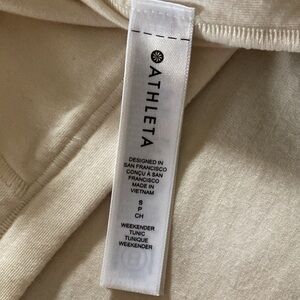 ATHLETA
DESIGNED IN
SAN FRANCISCO
CONÇU À SAN
FRANCISCO
MADE IN
VIETNAM
S
P
CH
WEEKENDER
TUNIC
TUNIQUE
WEEKENDER